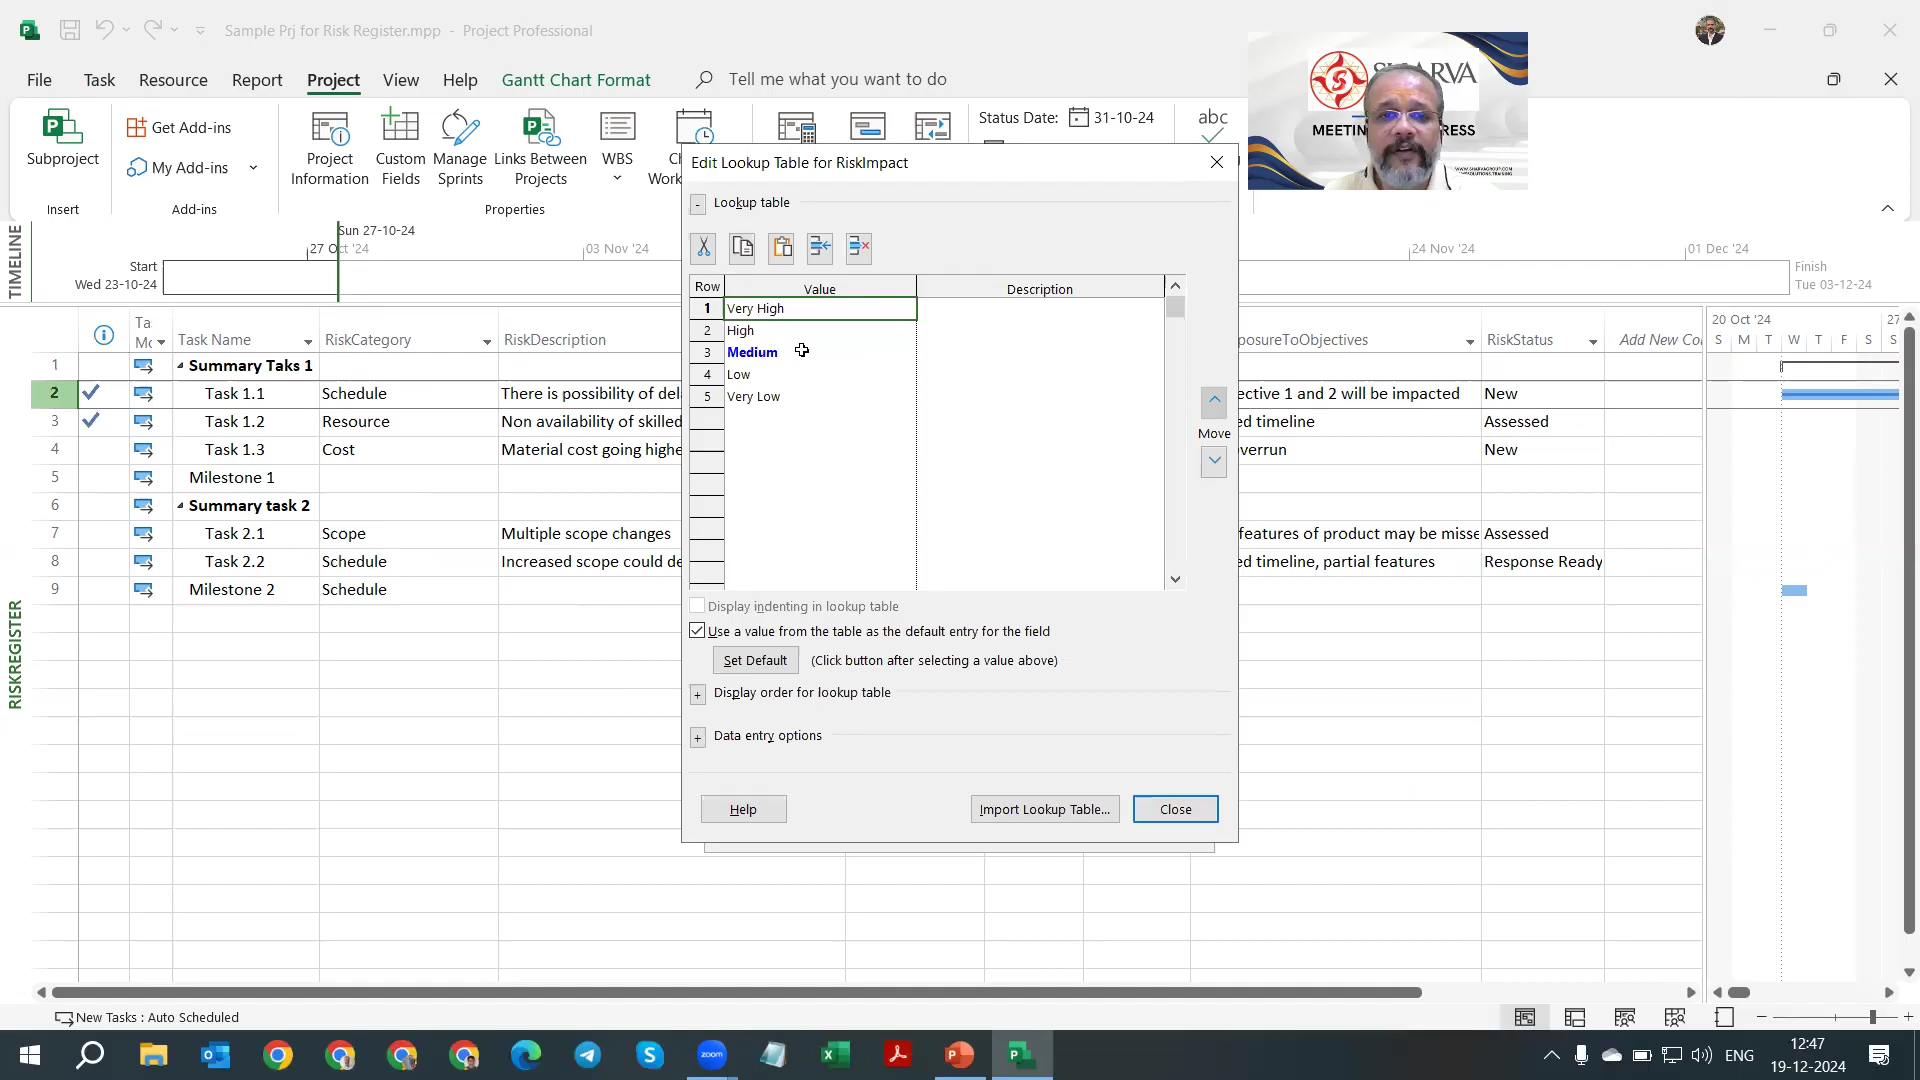 Sample Prj for Risk Register.mpp - Project Professional
File Task Resource Report Project View Help Gantt Chart Format Tell me what you want to do
Subproject
Get Add-ins
My Add-ins
Project Information
Custom Fields
Manage Sprints
Links Between Projects
WBS
Status Date: 31-10-24
abc
Insert Add-ins Properties
MEETIN
WWW.SHARVAGROUP.COM
TIMELINE
Sun 27-10-24
27 Oct '24 03 Nov '24 24 Nov '24 01 Dec '24
Start
Wed 23-10-24
Finish
Tue 03-12-24
Edit Lookup Table for RiskImpact
- Lookup table
Row Value Description
1 Very High
2 High
3 Medium
4 Low
5 Very Low
Move
Display indenting in lookup table
Use a value from the table as the default entry for the field
Set Default (Click button after selecting a value above)
+ Display order for lookup table
+ Data entry options
Help Import Lookup Table... Close
Task Name RiskCategory RiskDescription posureToObjectives RiskStatus Add New Co
1 Summary Taks 1
2 Task 1.1 Schedule There is possibility of del ective 1 and 2 will be impacted New
3 Task 1.2 Resource Non availability of skilled ed timeline Assessed
4 Task 1.3 Cost Material cost going highe verrun New
5 Milestone 1
6 Summary task 2
7 Task 2.1 Scope Multiple scope changes features of product may be misse Assessed
8 Task 2.2 Schedule Increased scope could de ed timeline, partial features Response Ready
9 Milestone 2 Schedule
20 Oct '24 27
S M T W T F S S
RISKREGISTER
New Tasks : Auto Scheduled
zoom
ENG
12:47
19-12-2024